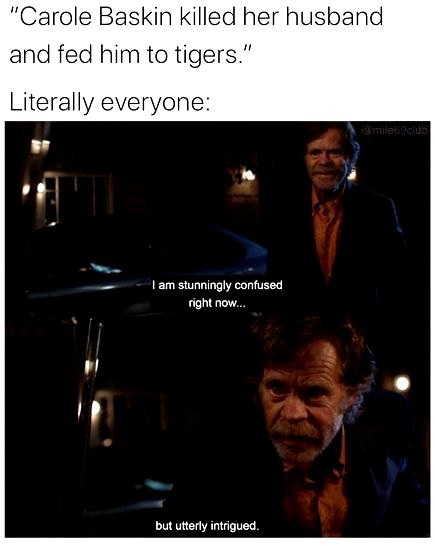 "Carole Baskin killed her husband
and fed him to tigers."
Literally everyone:
@mile69club
I am stunningly confused
right now...
but utterly intrigued.